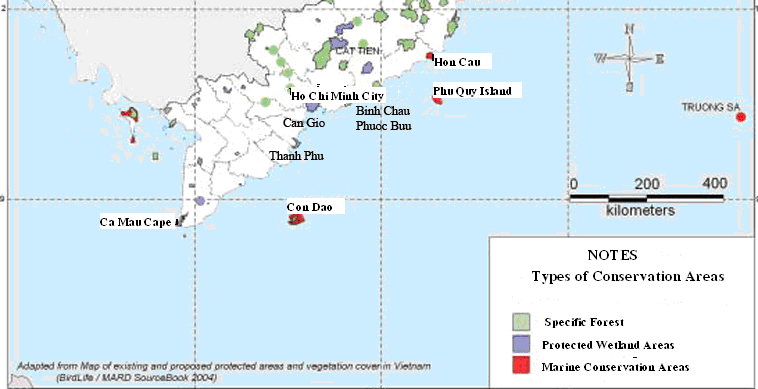 2
CAT TIEN
Hon Cau
N
W E
S
Ho Chi Minh City
Phu Quy Island
TRUONG SA
Can Gio
Binh Chau
Phuoc Buu
Thanh Phu
0 200 400
kilometers
Con Dao
Ca Mau Cape
NOTES
Types of Conservation Areas
Specific Forest
Protected Wetland Areas
Marine Conservation Areas
Adapted from Map of existing and proposed protected areas and vegetation cover in Vietnam
(BirdLife / MARD SourceBook 2004)